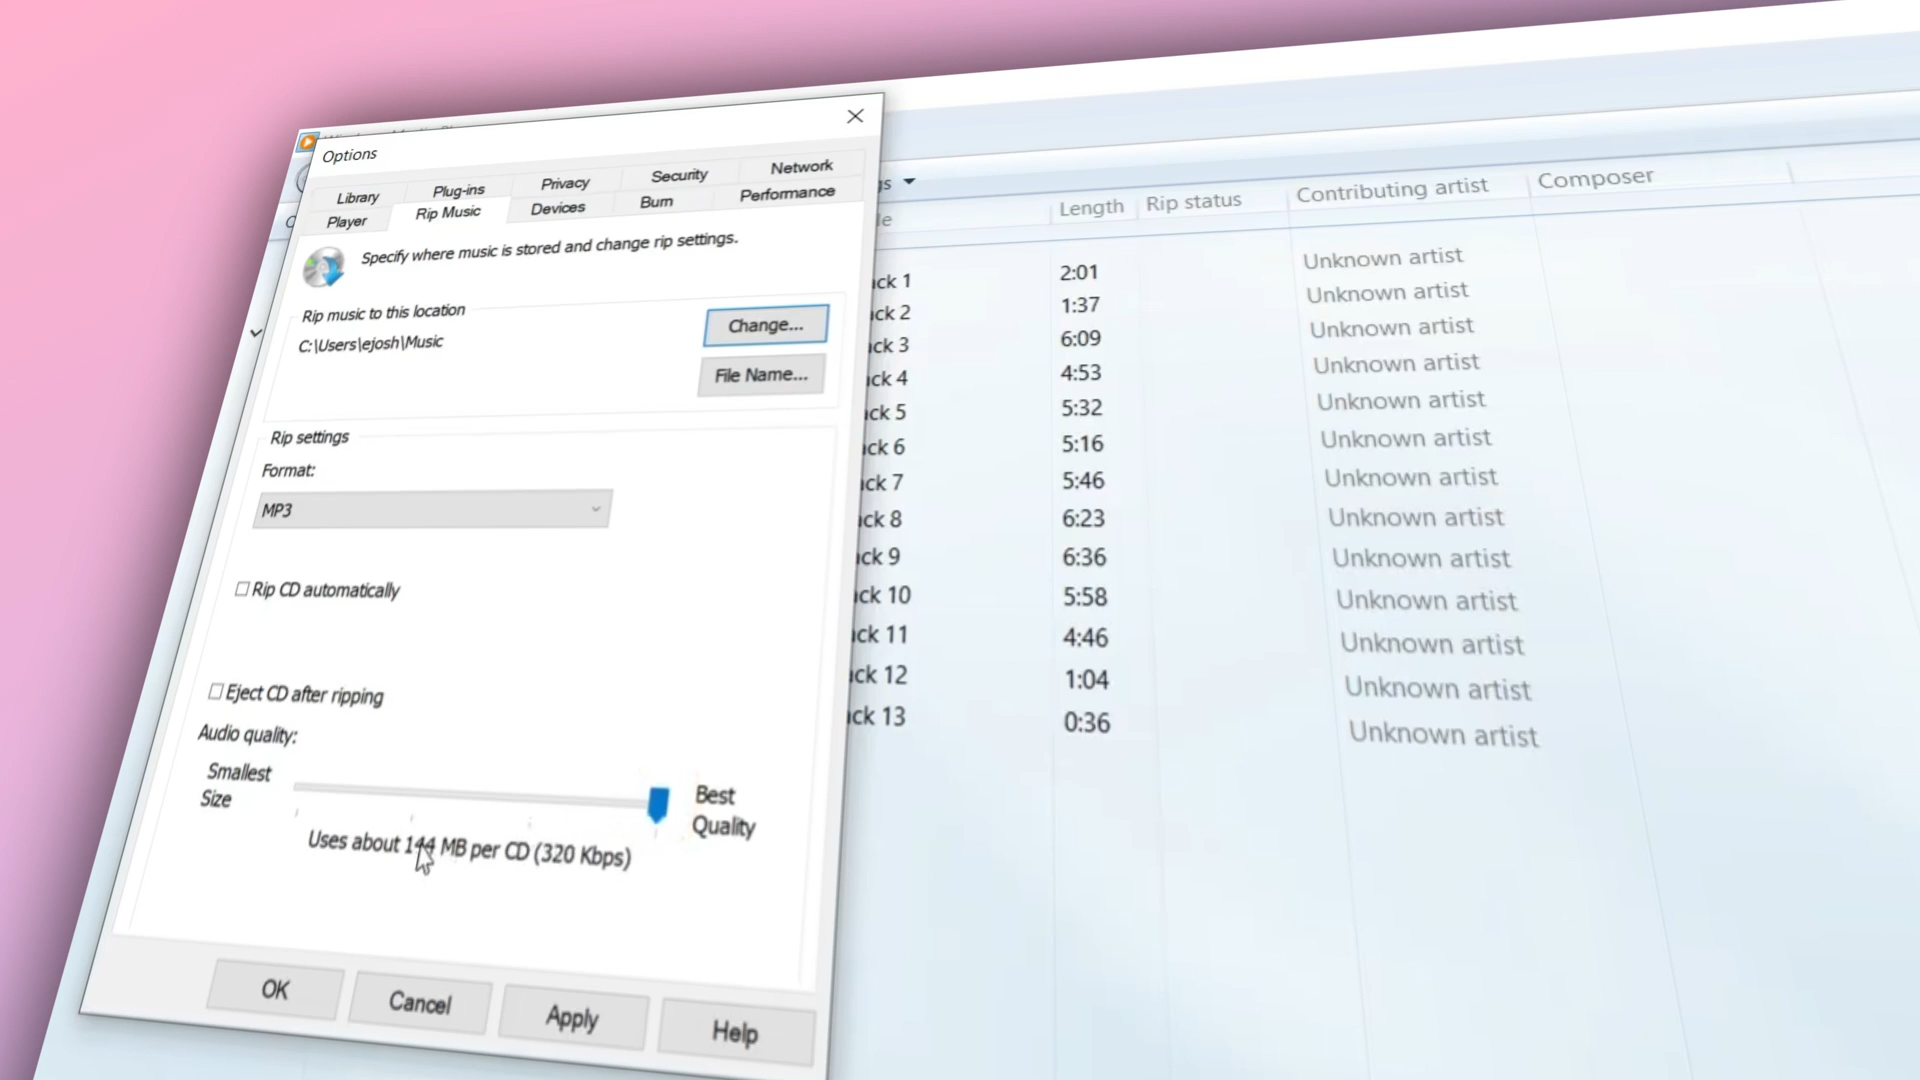 Options
Library Plug-ins Privacy Security Network
Player Rip Music Devices Burn Performance
Specify where music is stored and change rip settings.
Rip music to this location
C:\Users\ejosh\Music
Change...
File Name...
Rip settings
Format:
MP3
Rip CD automatically
Eject CD after ripping
Audio quality:
Smallest
Size
Best
Quality
Uses about 144 MB per CD (320 Kbps)
OK Cancel Apply Help
Length Rip status Contributing artist Composer
ck 1 2:01 Unknown artist
ck 2 1:37 Unknown artist
ck 3 6:09 Unknown artist
ck 4 4:53 Unknown artist
ck 5 5:32 Unknown artist
ck 6 5:16 Unknown artist
ck 7 5:46 Unknown artist
ck 8 6:23 Unknown artist
ck 9 6:36 Unknown artist
ck 10 5:58 Unknown artist
ck 11 4:46 Unknown artist
ck 12 1:04 Unknown artist
ck 13 0:36 Unknown artist